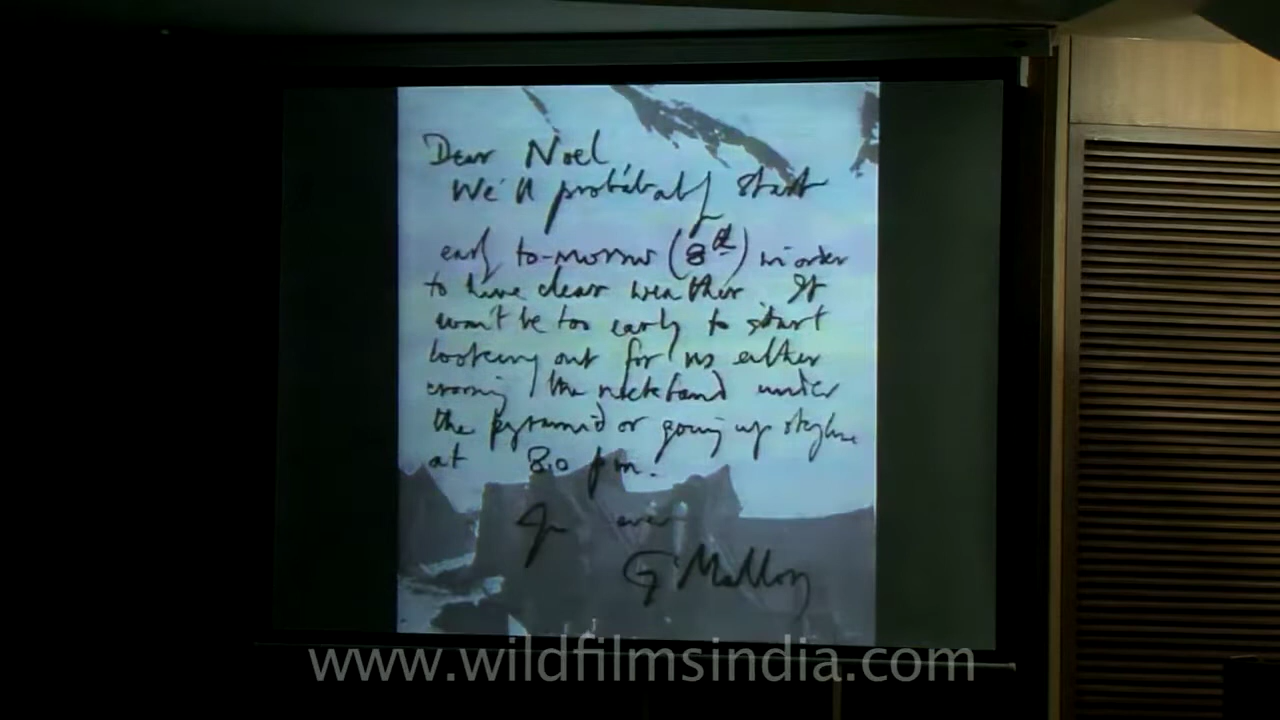 Dear Noel,
We'll probably start
early to-morrow (8th) in order
to have clear weather. It
won't be too early to start
looking out for us either
crossing the rockband under
the pyramid or going up skyline
at 8.0 p.m.
Yrs ever
G Mallory
www.wildfilmsindia.com